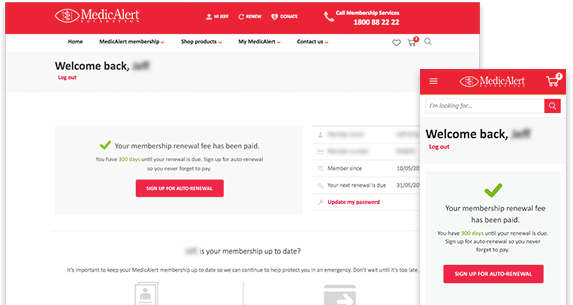 MedicAlert
FOUNDATION
HI JEFF
RENEW
DONATE
Call Membership Services
1800 88 22 22
Home
MedicAlert membership
Shop products
My MedicAlert
Contact us
2
Welcome back,
Log out
Your membership renewal fee has been paid.
You have 300 days until your renewal is due. Sign up for auto-renewal
so you never forget to pay.
SIGN UP FOR AUTO-RENEWAL
Member since 10/05/20
Your next renewal is due 31/05/20
Update my password
is your membership up to date?
It's important to keep your MedicAlert membership up to date so we can continue to help protect you in an emergency. Don't wait until it's too late.
MedicAlert
FOUNDATION
2
I'm looking for...
Welcome back,
Log out
Your membership renewal fee
has been paid.
You have 300 days until your renewal is due.
Sign up for auto-renewal so you never
forget to pay.
SIGN UP FOR AUTO-RENEWAL